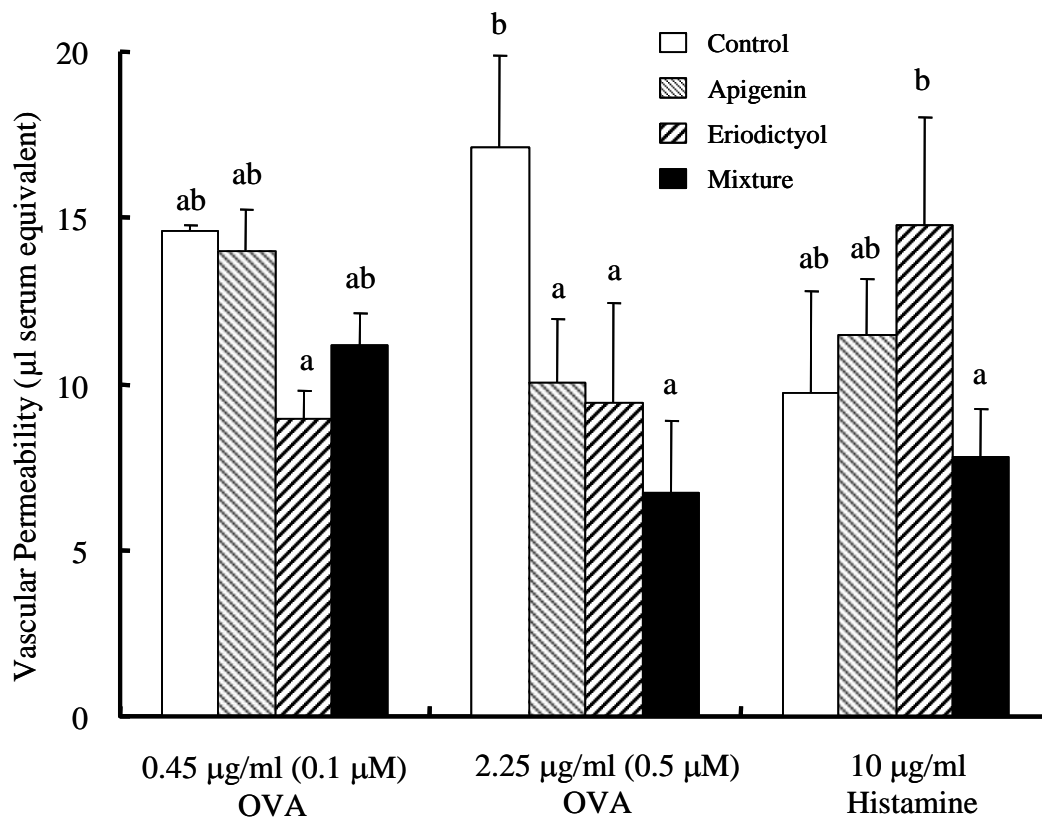 Vascular Permeability (µl serum equivalent)
20
15
10
5
0
Control
Apigenin
Eriodictyol
Mixture
ab
ab
a
ab
b
a
a
a
ab
ab
b
a
0.45 µg/ml (0.1 µM)
OVA
2.25 µg/ml (0.5 µM)
OVA
10 µg/ml
Histamine